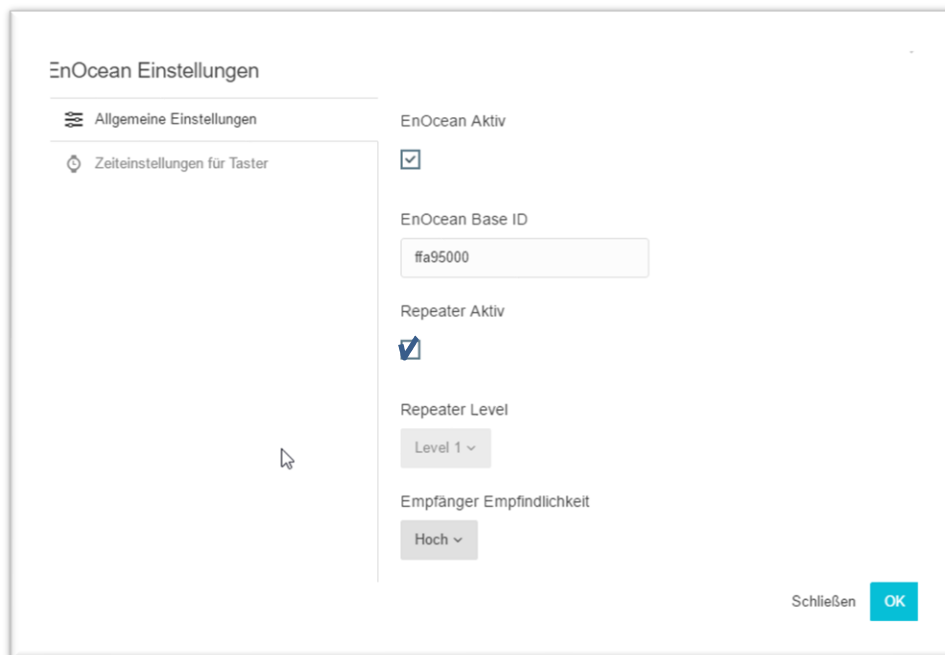 EnOcean Einstellungen
Allgemeine Einstellungen
Zeiteinstellungen für Taster
EnOcean Aktiv
EnOcean Base ID
ffa95000
Repeater Aktiv
Repeater Level
Level 1
Empfänger Empfindlichkeit
Hoch
Schließen
OK